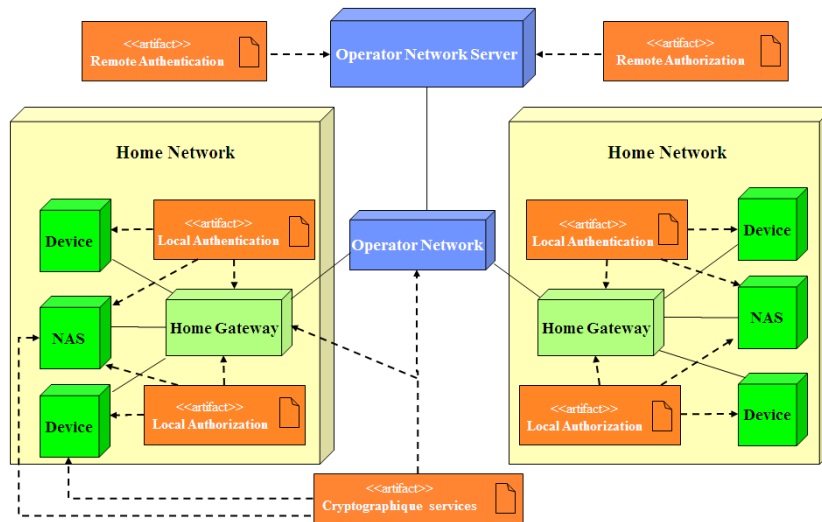 <<artifact>>
Remote Authentication
Operator Network Server
<<artifact>>
Remote Authorization
Home Network
Home Network
Device
<<artifact>>
Local Authentication
Operator Network
<<artifact>>
Local Authentication
Device
NAS
Home Gateway
Home Gateway
NAS
Device
<<artifact>>
Local Authorization
<<artifact>>
Local Authorization
Device
<<artifact>>
Cryptographique services